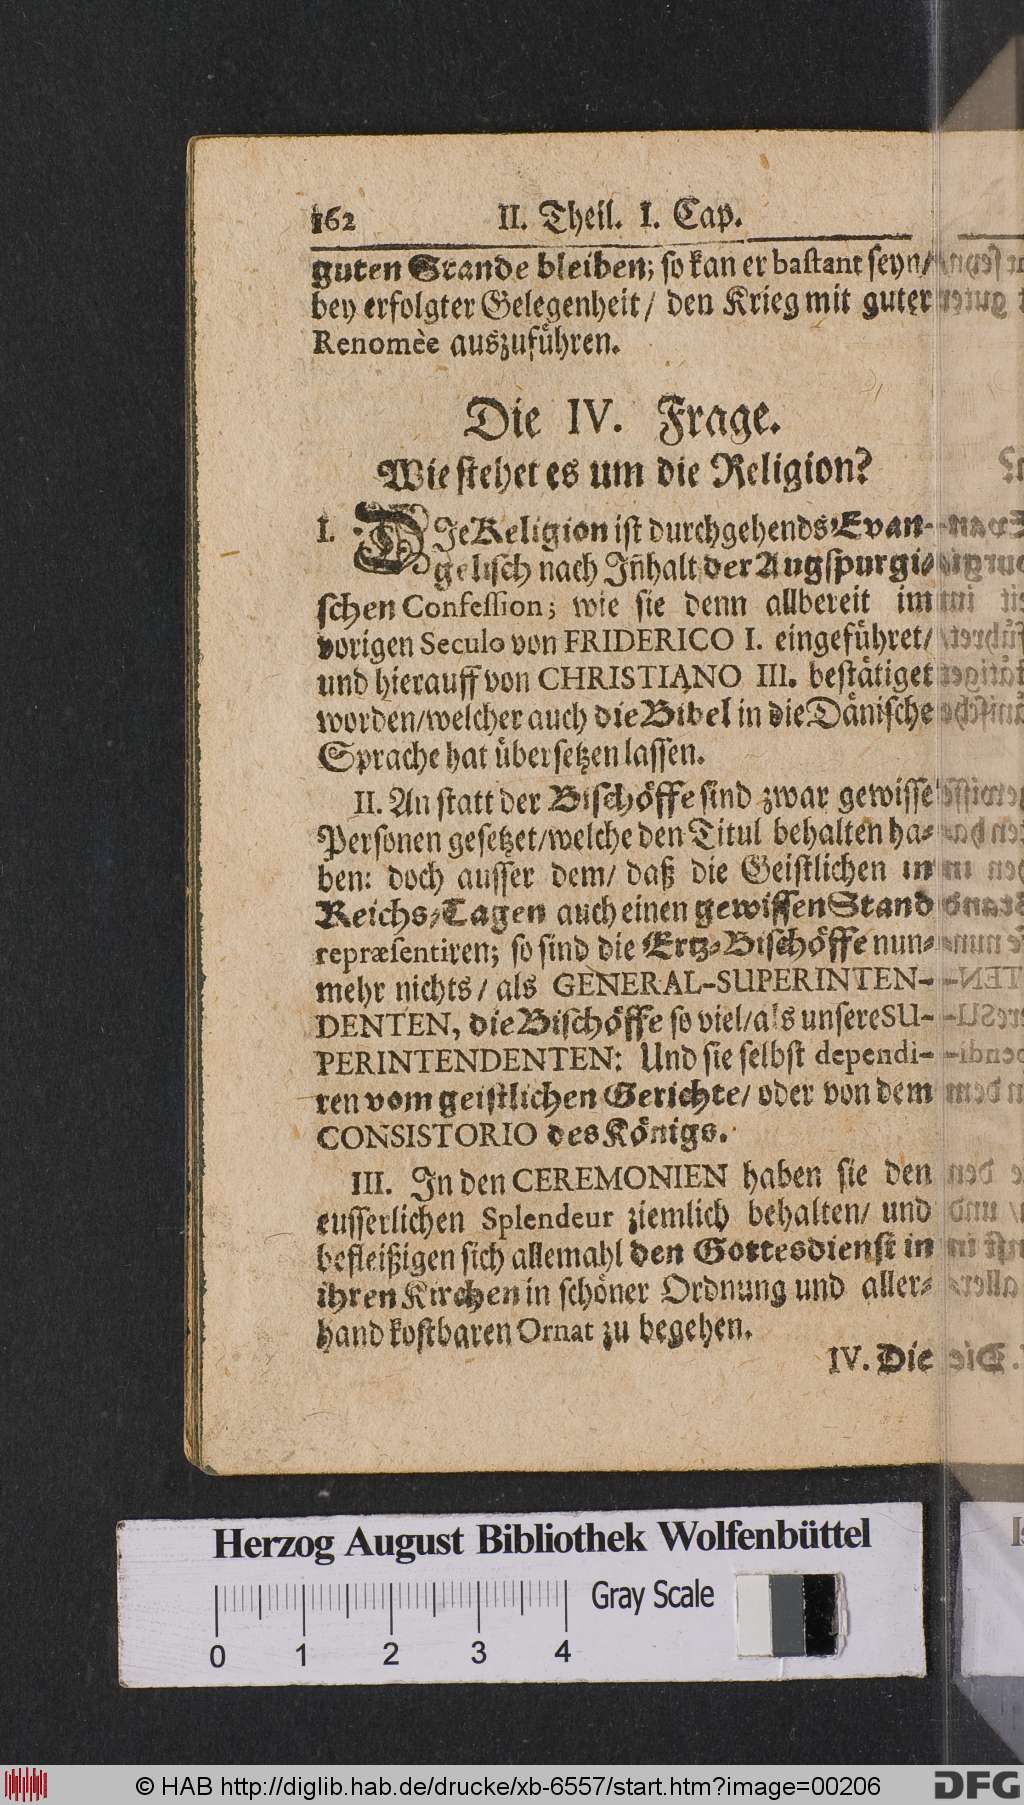 162 II. Theil. I. Cap.
guten Stande bleiben; so kan er bastant seyn/
bey erfolgter Gelegenheit/ den Krieg mit guter
Renomèe auszuführen.
Die IV. Frage.
Wie stehet es um die Religion?
I. DIe Religion ist durchgehends Evan-
gelisch nach Jñhalt der Augspurgi-
schen Confession; wie sie denn allbereit im
vorigen Seculo von FRIDERICO I. eingeführet/
und hierauff von CHRISTIANO III. bestätiget
worden/welcher auch die Bibel in die Dänische
Sprache hat übersetzen lassen.
II. An statt der Bischöffe sind zwar gewisse
Personen gesetzet/welche den Titul behalten ha-
ben: doch ausser dem/ daß die Geistlichen in
Reichs-Tagen auch einen gewissen Stand
repræsentiren; so sind die Ertz-Bischöffe nun-
mehr nichts / als GENERAL-SUPERINTEN-
DENTEN, die Bischöffe so viel/als unsere SU-
PERINTENDENTEN: Und sie selbst dependi-
ren vom geistlichen Gerichte/ oder von dem
CONSISTORIO des Königs.
III. Jn den CEREMONIEN haben sie den
eusserlichen Splendeur ziemlich behalten/ und
befleißigen sich allemahl den Gottesdienst in
ihren Kirchen in schöner Ordnung und aller-
hand kostbaren Ornat zu begehen.
IV. Die
Herzog August Bibliothek Wolfenbüttel
Gray Scale
0 1 2 3 4
© HAB http://diglib.hab.de/drucke/xb-6557/start.htm?image=00206
DFG